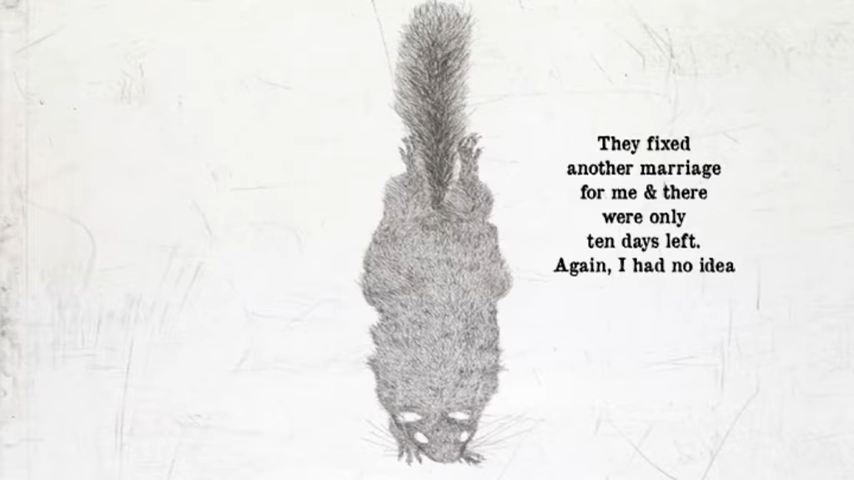 They fixed
another marriage
for me & there
were only
ten days left.
Again, I had no idea